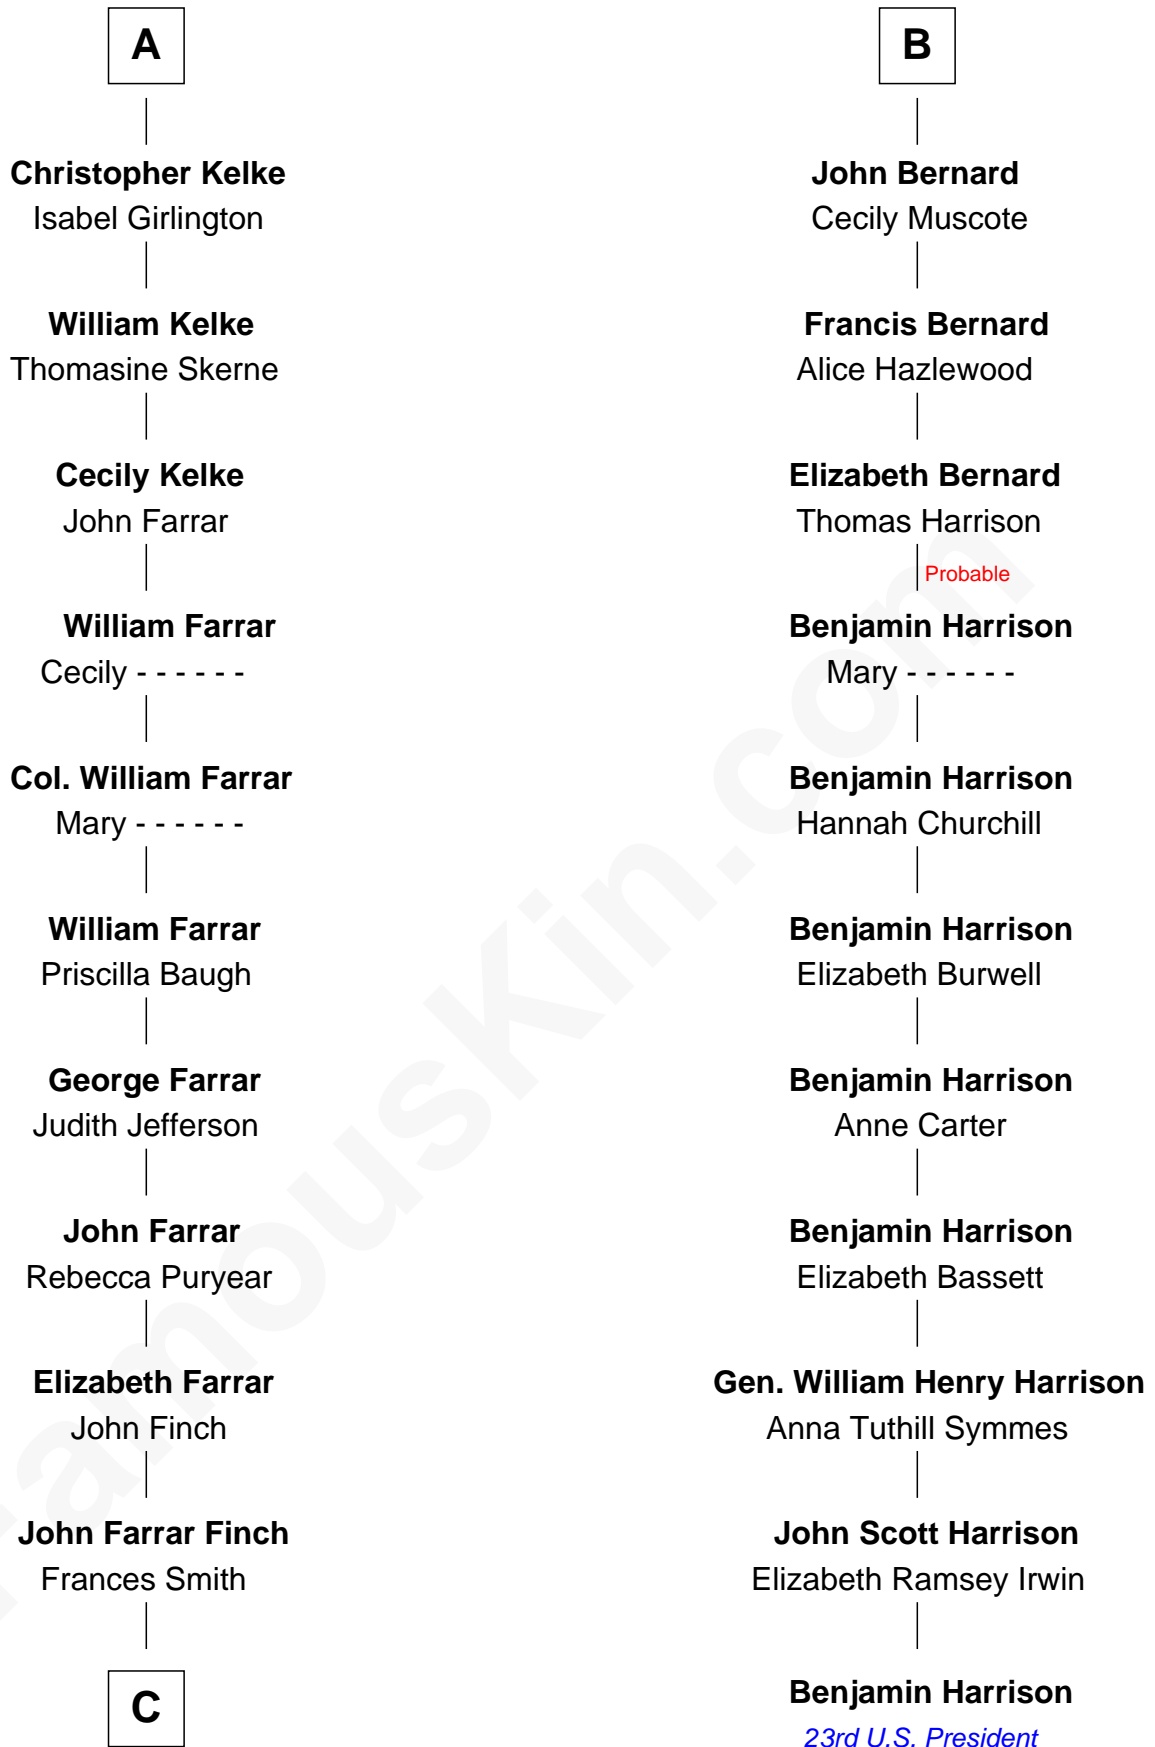 A
Christopher Kelke
Isabel Girlington
William Kelke
Thomasine Skerne
Cecily Kelke
John Farrar
William Farrar
Cecily - - - - - -
Col. William Farrar
Mary - - - - - -
William Farrar
Priscilla Baugh
George Farrar
Judith Jefferson
John Farrar
Rebecca Puryear
Elizabeth Farrar
John Finch
John Farrar Finch
Frances Smith
C
B
John Bernard
Cecily Muscote
Francis Bernard
Alice Hazlewood
Elizabeth Bernard
Thomas Harrison
Probable
Benjamin Harrison
Mary - - - - - -
Benjamin Harrison
Hannah Churchill
Benjamin Harrison
Elizabeth Burwell
Benjamin Harrison
Anne Carter
Benjamin Harrison
Elizabeth Bassett
Gen. William Henry Harrison
Anna Tuthill Symmes
John Scott Harrison
Elizabeth Ramsey Irwin
Benjamin Harrison
23rd U.S. President
FamousKin.com